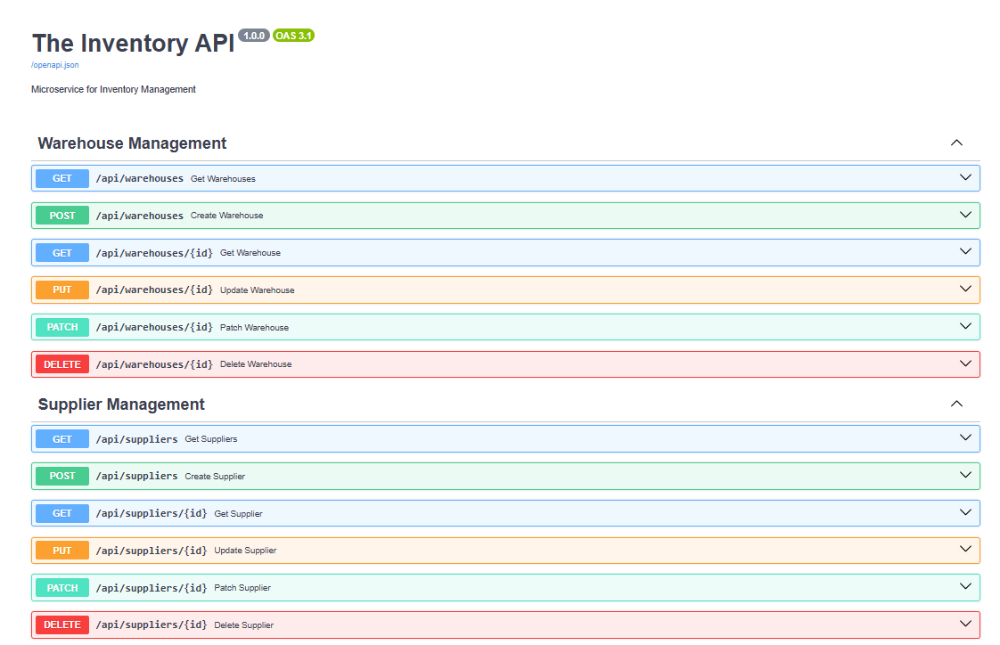 The Inventory API 1.0.0 OAS 3.1
/openapi.json
Microservice for Inventory Management
Warehouse Management
GET /api/warehouses Get Warehouses
POST /api/warehouses Create Warehouse
GET /api/warehouses/{id} Get Warehouse
PUT /api/warehouses/{id} Update Warehouse
PATCH /api/warehouses/{id} Patch Warehouse
DELETE /api/warehouses/{id} Delete Warehouse
Supplier Management
GET /api/suppliers Get Suppliers
POST /api/suppliers Create Supplier
GET /api/suppliers/{id} Get Supplier
PUT /api/suppliers/{id} Update Supplier
PATCH /api/suppliers/{id} Patch Supplier
DELETE /api/suppliers/{id} Delete Supplier